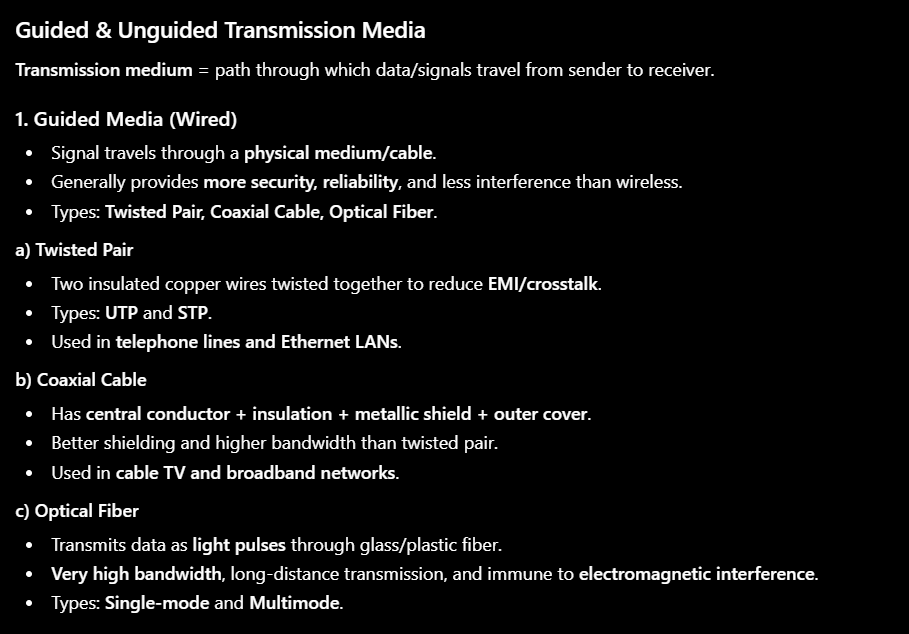 Guided & Unguided Transmission Media
Transmission medium = path through which data/signals travel from sender to receiver.
1. Guided Media (Wired)
• Signal travels through a physical medium/cable.
• Generally provides more security, reliability, and less interference than wireless.
• Types: Twisted Pair, Coaxial Cable, Optical Fiber.
a) Twisted Pair
• Two insulated copper wires twisted together to reduce EMI/crosstalk.
• Types: UTP and STP.
• Used in telephone lines and Ethernet LANs.
b) Coaxial Cable
• Has central conductor + insulation + metallic shield + outer cover.
• Better shielding and higher bandwidth than twisted pair.
• Used in cable TV and broadband networks.
c) Optical Fiber
• Transmits data as light pulses through glass/plastic fiber.
• Very high bandwidth, long-distance transmission, and immune to electromagnetic interference.
• Types: Single-mode and Multimode.